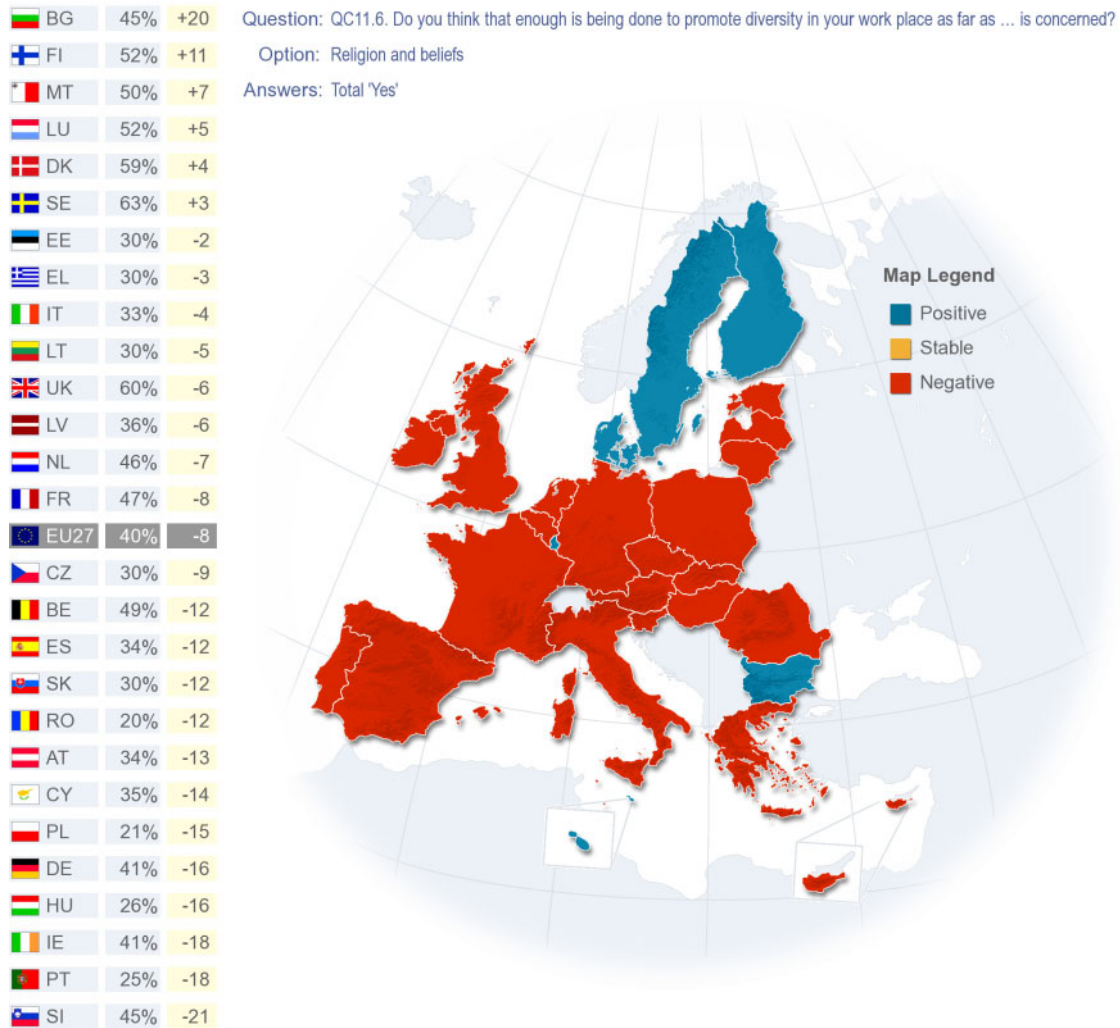 BG 45% +20
Question: QC11.6. Do you think that enough is being done to promote diversity in your work place as far as ... is concerned?
FI 52% +11
Option: Religion and beliefs
MT 50% +7
Answers: Total 'Yes'
LU 52% +5
DK 59% +4
SE 63% +3
EE 30% -2
EL 30% -3
IT 33% -4
LT 30% -5
UK 60% -6
LV 36% -6
NL 46% -7
FR 47% -8
EU27 40% -8
CZ 30% -9
BE 49% -12
ES 34% -12
SK 30% -12
RO 20% -12
AT 34% -13
CY 35% -14
PL 21% -15
DE 41% -16
HU 26% -16
IE 41% -18
PT 25% -18
SI 45% -21
Map Legend
Positive
Stable
Negative